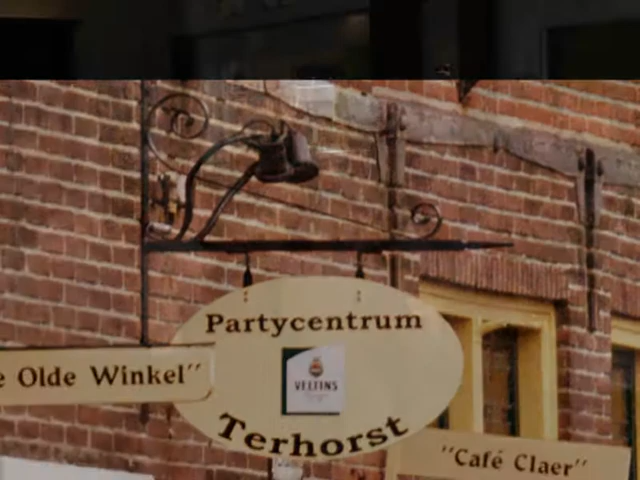 Partycentrum
e Olde Winkel"
VELTINS
Terhorst
"Café Claer"